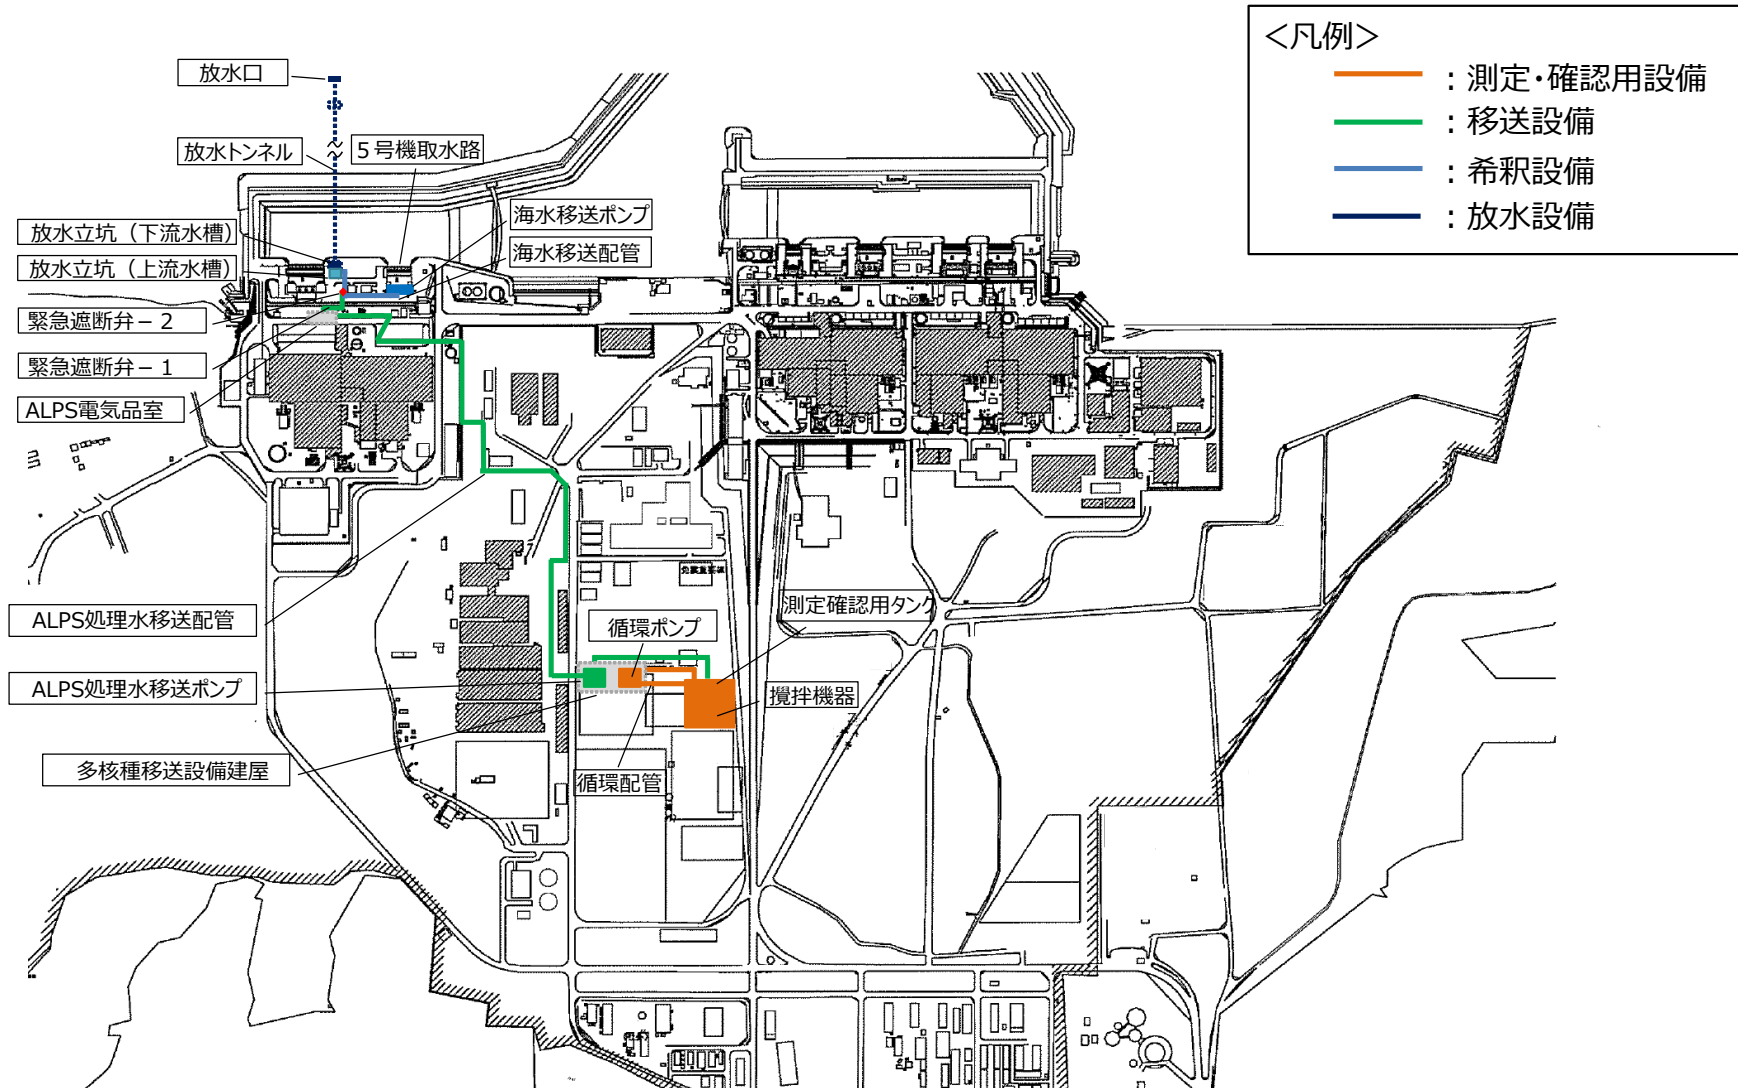 ＜凡例＞
：測定・確認用設備
：移送設備
：希釈設備
：放水設備
放水口
放水トンネル
５号機取水路
海水移送ポンプ
海水移送配管
放水立坑（下流水槽）
放水立坑（上流水槽）
緊急遮断弁－２
緊急遮断弁－１
ALPS電気品室
ALPS処理水移送配管
測定確認用タンク
循環ポンプ
ALPS処理水移送ポンプ
攪拌機器
多核種移送設備建屋
循環配管